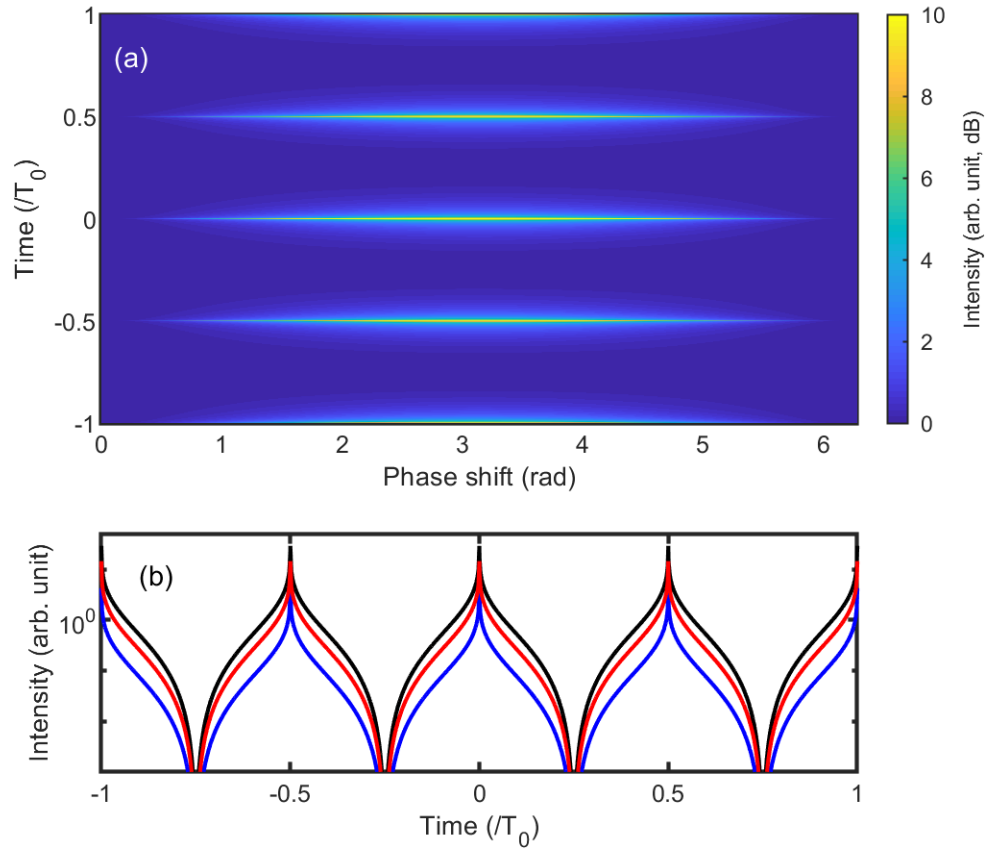 1
10
(a)
8
0.5
6
Time (/T0)
0
Intensity (arb. unit, dB)
4
-0.5
2
-1
0
0 1 2 3 4 5 6
Phase shift (rad)
(b)
10^0
Intensity (arb. unit)
-1 -0.5 0 0.5 1
Time (/T0)